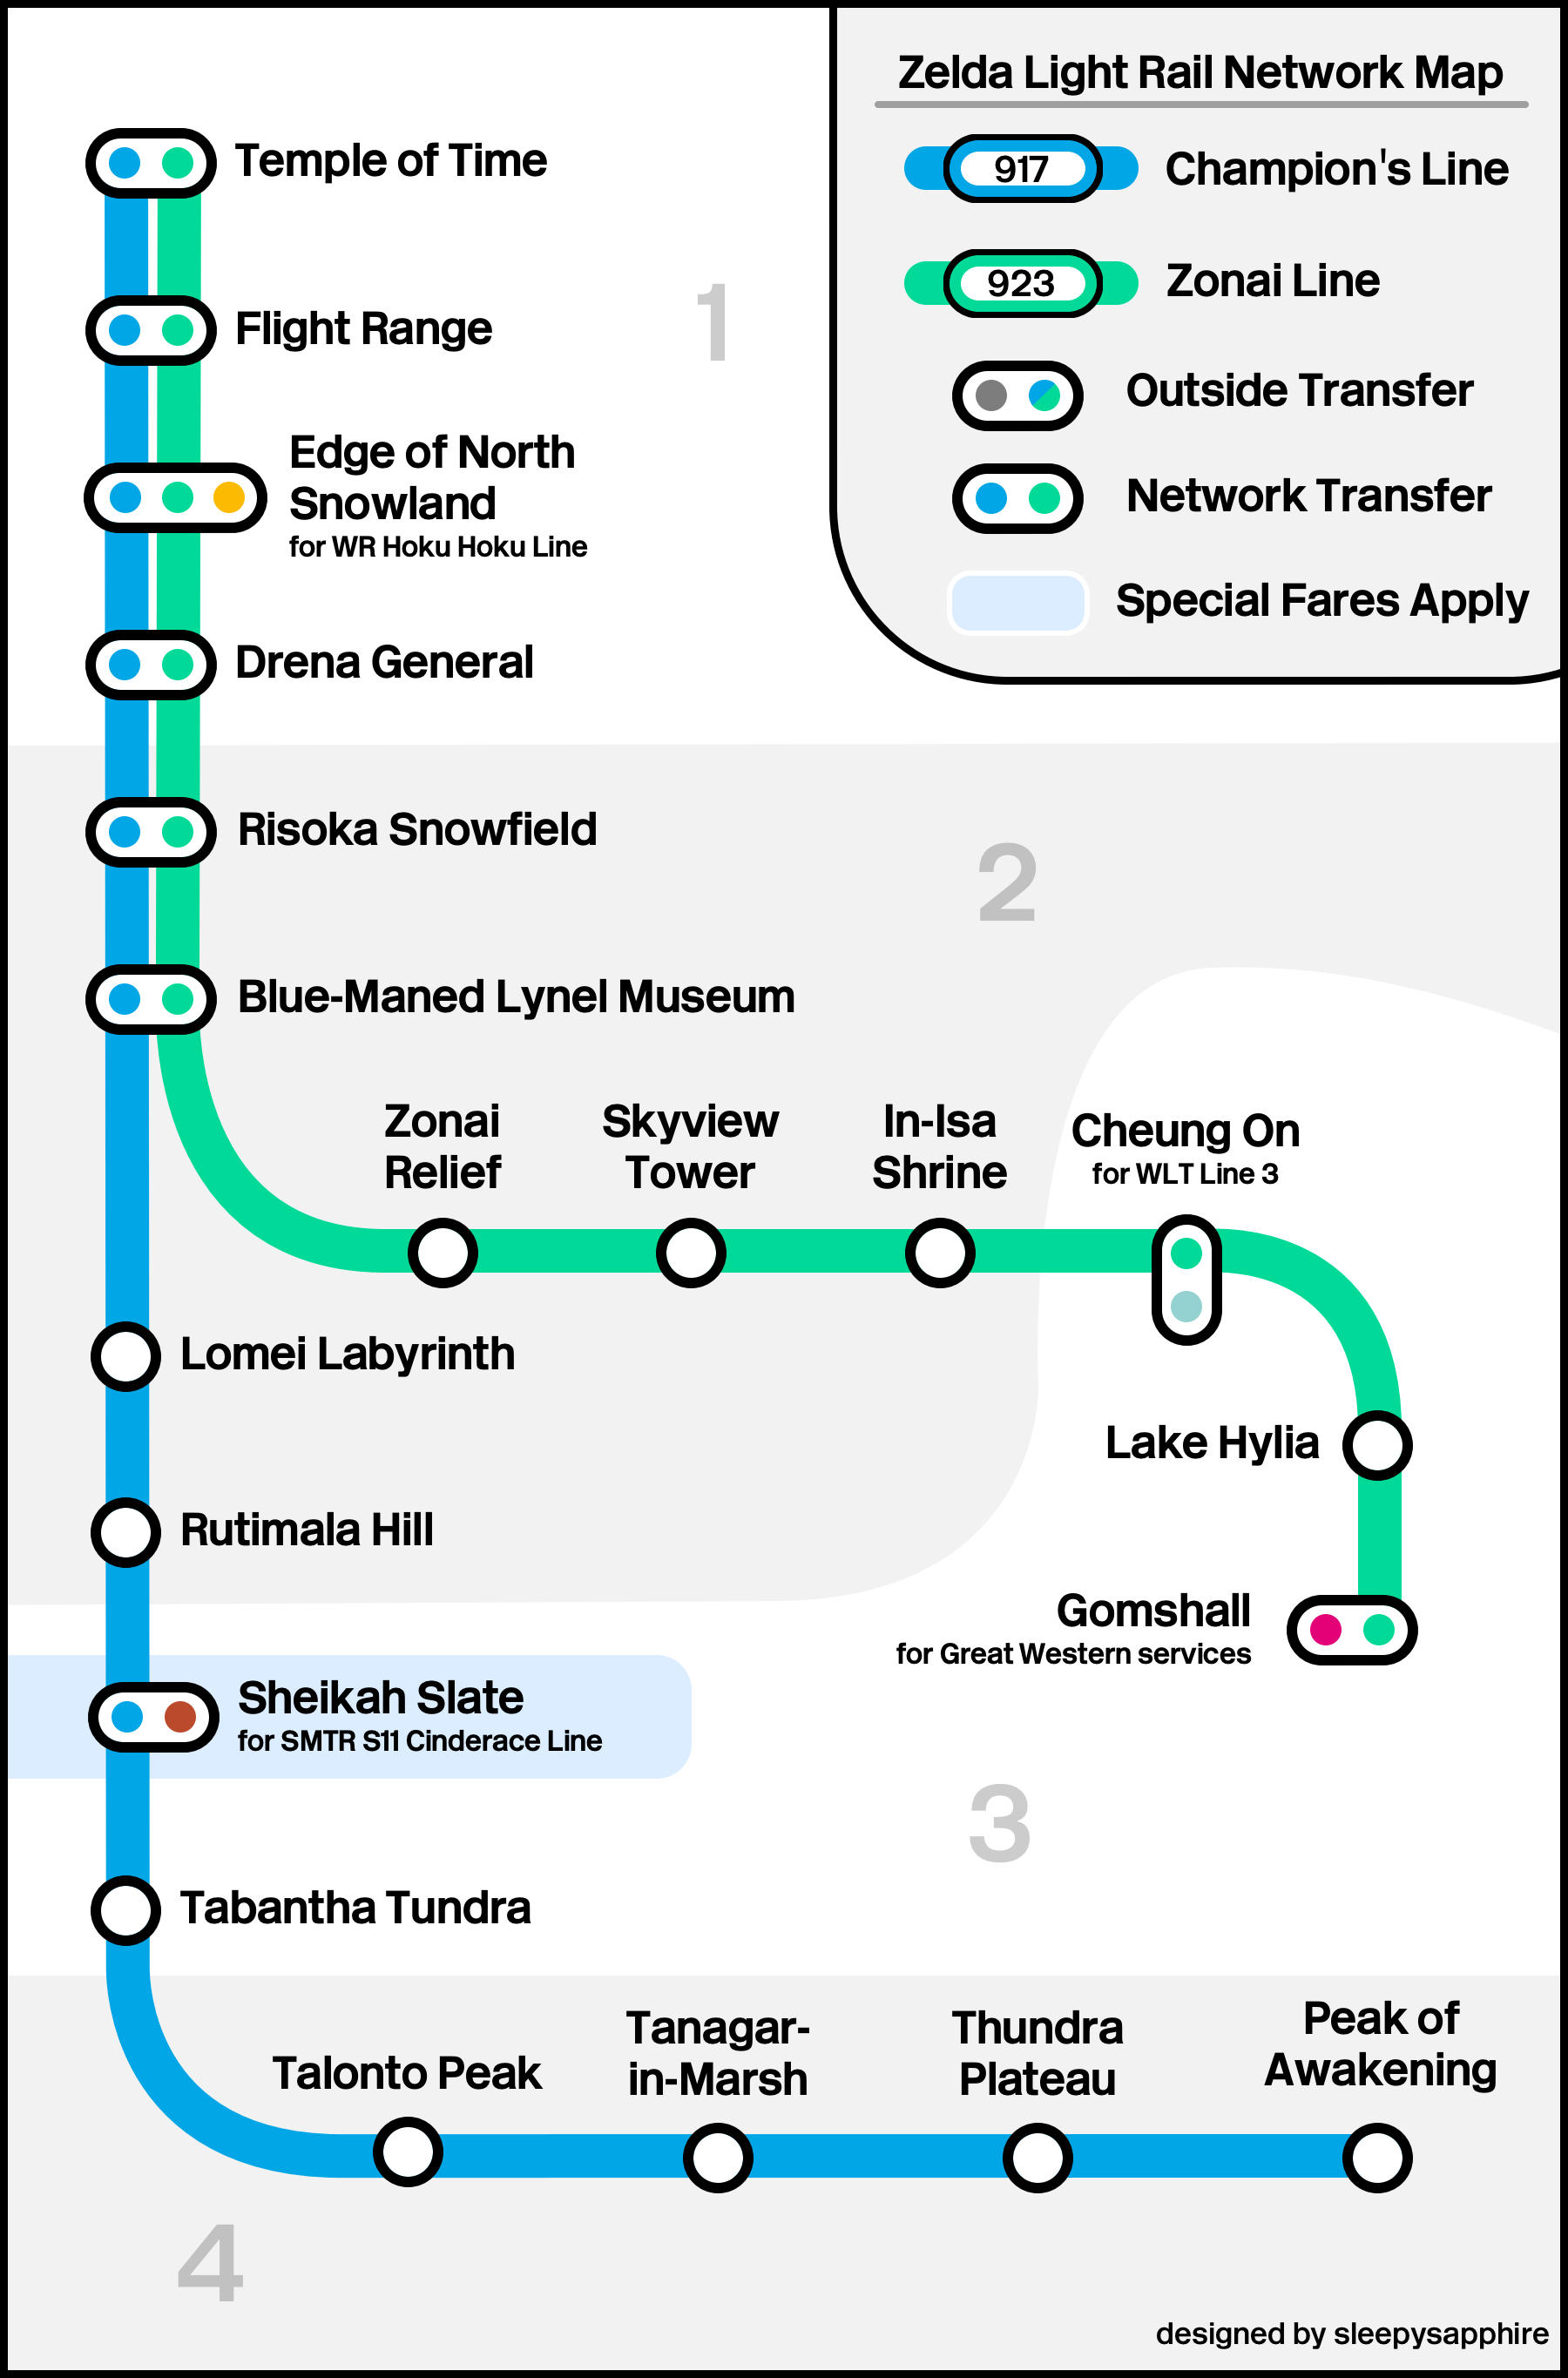 Zelda Light Rail Network Map
917
Champion's Line
923
Zonai Line
Outside Transfer
Network Transfer
Special Fares Apply
Temple of Time
Flight Range
1
Edge of North
Snowland
for WR Hoku Hoku Line
Drena General
Risoka Snowfield
2
Blue-Maned Lynel Museum
Zonai
Relief
Skyview
Tower
In-Isa
Shrine
Cheung On
for WLT Line 3
Lomei Labyrinth
Lake Hylia
Rutimala Hill
Gomshall
for Great Western services
Sheikah Slate
for SMTR S11 Cinderace Line
3
Tabantha Tundra
Talonto Peak
Tanagar-
in-Marsh
Thundra
Plateau
Peak of
Awakening
4
designed by sleepysapphire